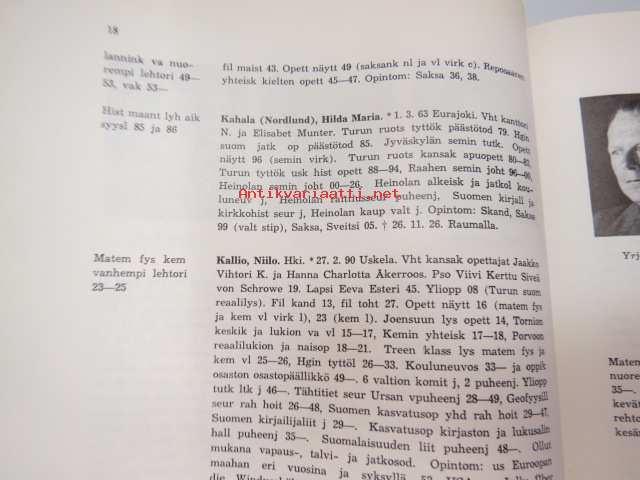 18
lannink va nuo-
rempi lehtori 49—
53, vak 53—
fil maist 43. Opett näytt 49 (saksank nl ja vl virk c). Reposaaren
yhteisk kielten opett 45—47. Opintom: Saksa 36, 38.
Hist maant lyh aik
syysl 85 ja 86
Kahala (Nordlund), Hilda Maria. * 1. 3. 63 Eurajoki. Vht kanttori
N. ja Elisabet Munter. Turun ruots tyttök päästötod 79. Hgin
suom jatk op päästötod 85. Jyväskylän semin tutk. Opett
näytt 96 (semin virk). Turun ruots kansak apuopett 80—82,
Turun tyttök usk hist opett 88—94, Raahen semin joht 96—00,
Heinolan semin joht 00—26. Heinolan alkeisk ja jatkol kou-
luneuv j, Heinolan raittiusseur puheenj, Suomen kirjall ja
kirkkohist seur j, Heinolan kaup valt j. Opintom: Skand, Saksa
99 (valt stip), Saksa, Sveitsi 05. † 26. 11. 26. Raumalla.
Antikvariaatti.net
Matem fys kem
vanhempi lehtori
23—25
Kallio, Niilo. Hki. * 27. 2. 90 Uskela. Vht kansak opettajat Jaakko
Vihtori K. ja Hanna Charlotta Åkerroos. Pso Viivi Kerttu Siveä
von Schrowe 19. Lapsi Eeva Esteri 45. Yliopp 08 (Turun suom
reaalilys). Fil kand 13, fil toht 27. Opett näytt 16 (matem fys
ja kem vl virk l), 23 (kem l). Joensuun lys opett 14, Tornion
keskik ja lukion va vl 15—17, Kemin yhteisk 17—18, Porvoon
reaalilukion ja naisop 18—21. Treen klass lys matem fys ja
kem vl 25—26, Hgin tyttöl 26—33. Kouluneuvos 33— ja oppik
osaston osastopäällikkö 49—. 6 valtion komit j, 2 puheenj. Yliopp
tutk ltk j 46—. Tähtitiet seur Ursan vpuheenj 28—49, Geofyysill
seur rah hoit 26—48, Suomen kasvatusop yhd rah hoit 29—47.
Suomen kirjailijaliit j 29—. Kasvatusop kirjaston ja lukusalin
hall puheenj 35—. Suomalaisuuden liit puheenj 48—. Ollut
mukana vapaus-, talvi- ja jatkosod. Opintom: us Euroopan
maahan eri vuosina ja syksyllä
Yrj
Matem
nuore
35—.
kevät
rehto
kesän